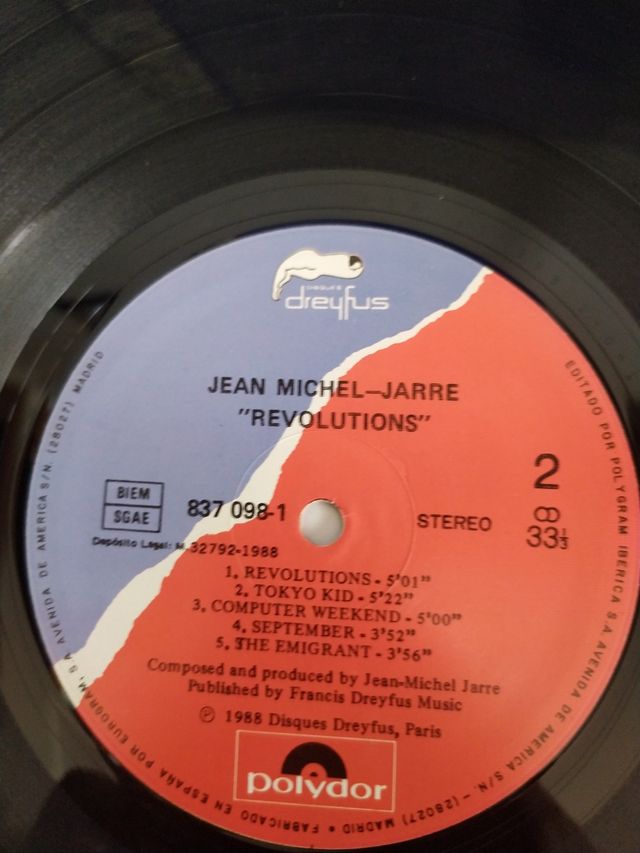 DISQUES
dreyfus
JEAN MICHEL-JARRE
"REVOLUTIONS"
2
BIEM
SGAE
837 098-1
STEREO
33⅓
Depósito Legal: M. 32792-1988
1. REVOLUTIONS - 5'01"
2. TOKYO KID - 5'22"
3. COMPUTER WEEKEND - 5'00"
4. SEPTEMBER - 3'52"
5. THE EMIGRANT - 3'56"
Composed and produced by Jean-Michel Jarre
Published by Francis Dreyfus Music
℗ 1988 Disques Dreyfus, Paris
polydor
EDITADO POR POLYGRAM IBERICA S.A AVENIDA DE AMERICA S/N. - (28027) MADRID • FABRICADO EN ESPAÑA POR EUROGRAM, S.A AVENIDA DE AMERICA S/N. (28027) MADRID